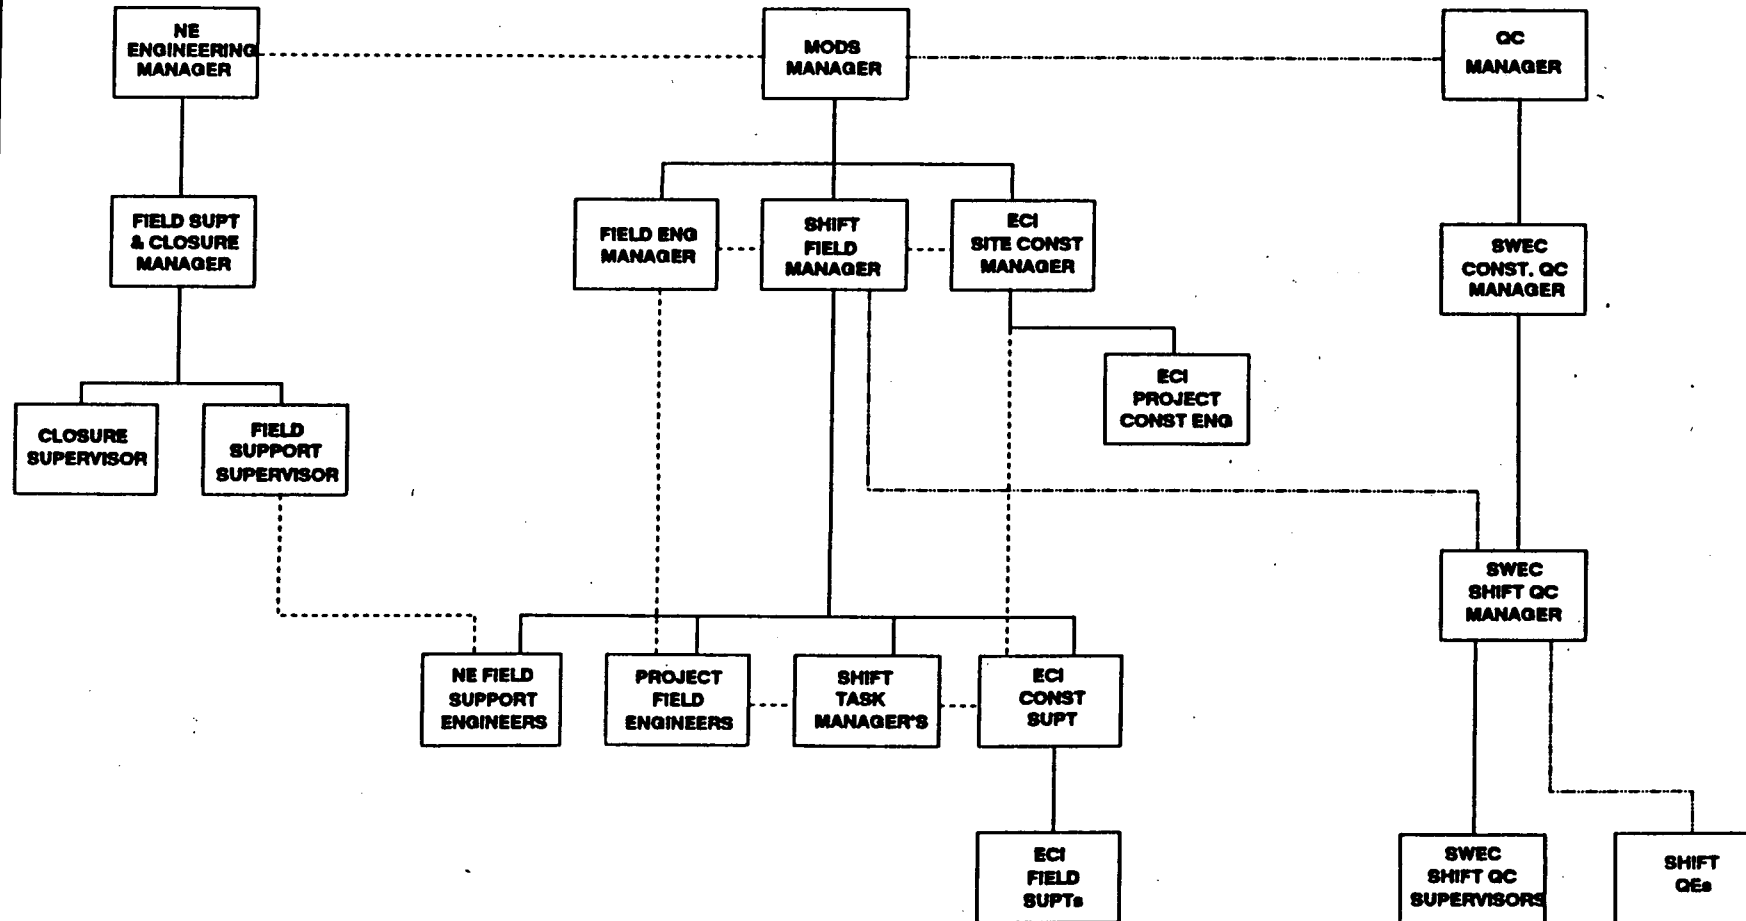 NE
ENGINEERING
MANAGER
MODS
MANAGER
QC
MANAGER
FIELD SUPT
& CLOSURE
MANAGER
FIELD ENG
MANAGER
SHIFT
FIELD
MANAGER
ECI
SITE CONST
MANAGER
SWEC
CONST. QC
MANAGER
ECI
PROJECT
CONST ENG
CLOSURE
SUPERVISOR
FIELD
SUPPORT
SUPERVISOR
SWEC
SHIFT QC
MANAGER
NE FIELD
SUPPORT
ENGINEERS
PROJECT
FIELD
ENGINEERS
SHIFT
TASK
MANAGER'S
ECI
CONST
SUPT
ECI
FIELD
SUPTs
SWEC
SHIFT QC
SUPERVISORS
SHIFT
QEs